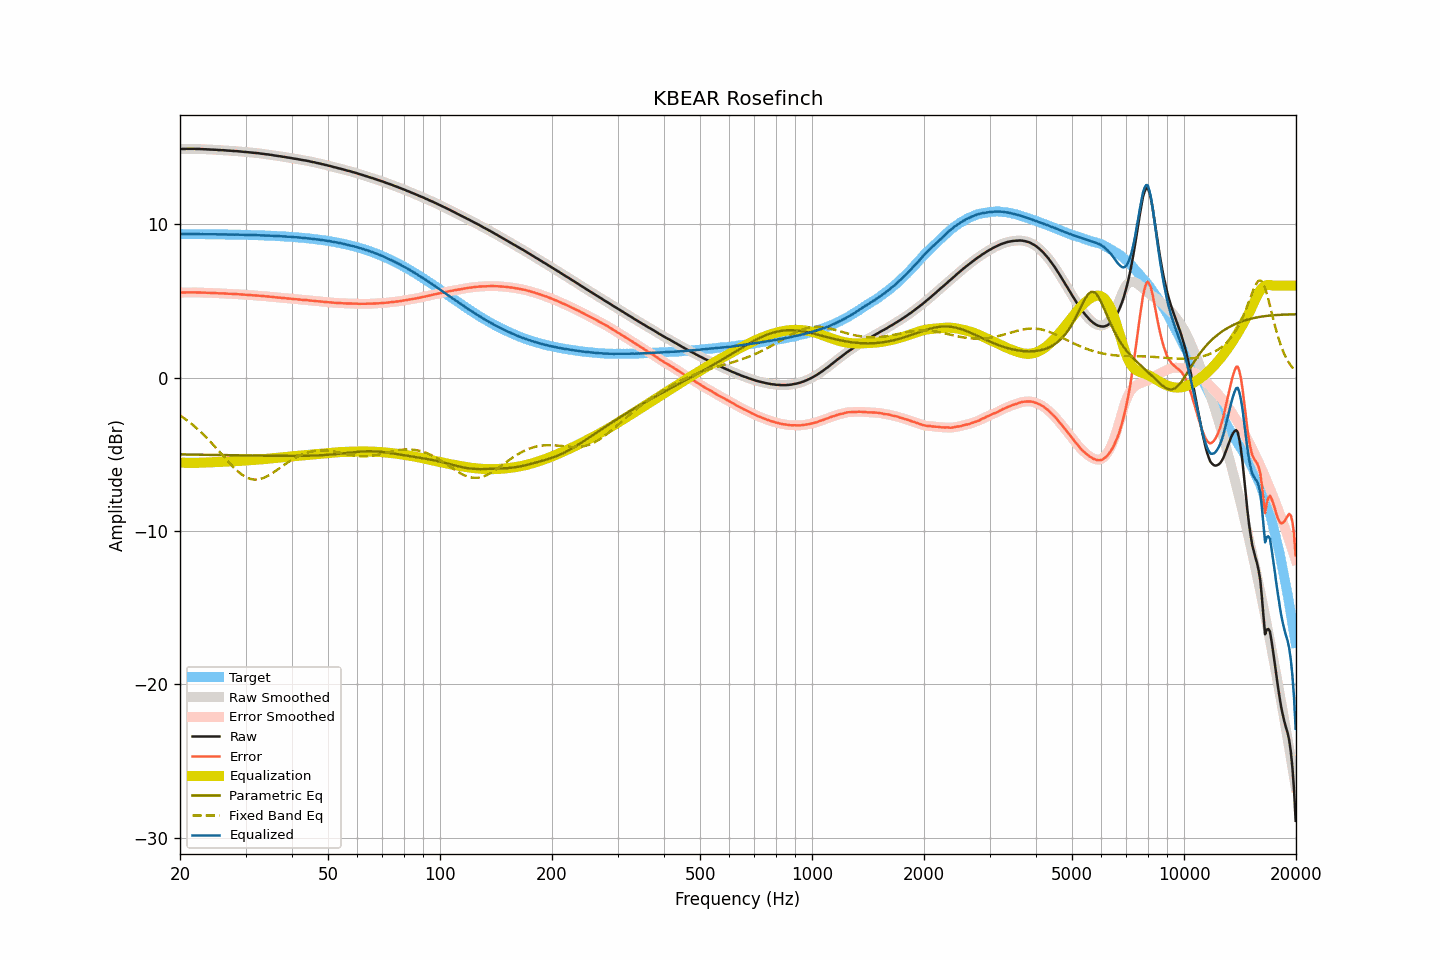 KBEAR Rosefinch
Amplitude (dBr)
10
0
−10
−20
−30
Target
Raw Smoothed
Error Smoothed
Raw
Error
Equalization
Parametric Eq
Fixed Band Eq
Equalized
20 50 100 200 500 1000 2000 5000 10000 20000
Frequency (Hz)